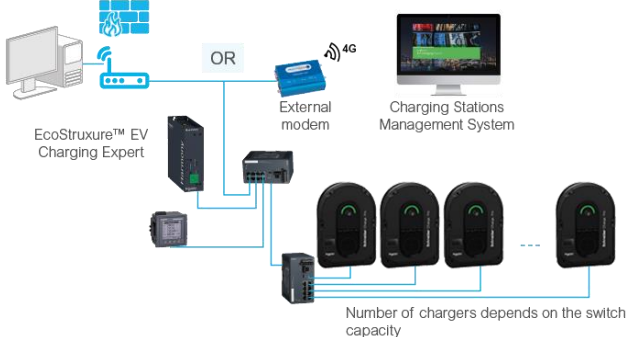 OR
4G
External
modem
Charging Stations
Management System
EcoStruxure™ EV
Charging Expert
Number of chargers depends on the switch
capacity